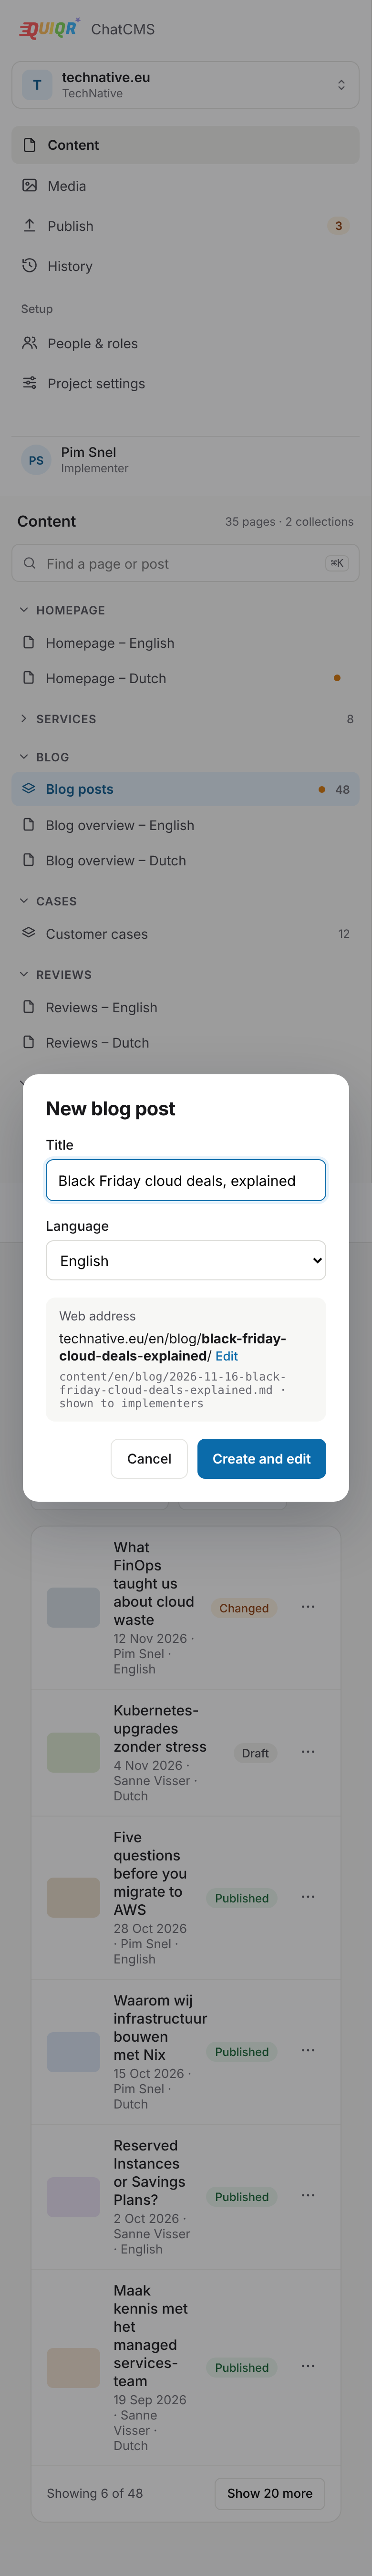 QUIQR ChatCMS
T
technative.eu
TechNative
Content
Media
Publish 3
History
Setup
People & roles
Project settings
PS
Pim Snel
Implementer
Content 35 pages · 2 collections
Find a page or post ⌘K
HOMEPAGE
Homepage – English
Homepage – Dutch
SERVICES 8
BLOG
Blog posts 48
Blog overview – English
Blog overview – Dutch
CASES
Customer cases 12
REVIEWS
Reviews – English
Reviews – Dutch
New blog post
Title
Black Friday cloud deals, explained
Language
English
Web address
technative.eu/en/blog/black-friday-
cloud-deals-explained/ Edit
content/en/blog/2026-11-16-black-
friday-cloud-deals-explained.md ·
shown to implementers
Cancel Create and edit
What
FinOps
taught us
about cloud
waste
12 Nov 2026 ·
Pim Snel ·
English
Changed ...
Kubernetes-
upgrades
zonder stress
4 Nov 2026 ·
Sanne Visser ·
Dutch
Draft ...
Five
questions
before you
migrate to
AWS
28 Oct 2026
· Pim Snel ·
English
Published ...
Waarom wij
infrastructuur
bouwen
met Nix
15 Oct 2026 ·
Pim Snel ·
Dutch
Published ...
Reserved
Instances
or Savings
Plans?
2 Oct 2026 ·
Sanne Visser
· English
Published ...
Maak
kennis met
het
managed
services-
team
19 Sep 2026
· Sanne
Visser ·
Dutch
Published ...
Showing 6 of 48 Show 20 more